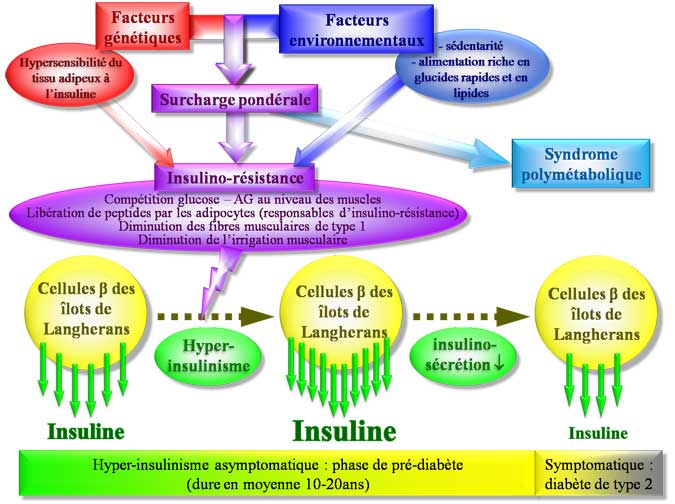 Facteurs
génétiques
Facteurs
environnementaux
Hypersensibilité du
tissu adipeux à
l'insuline
- sédentarité
- alimentation riche en
glucides rapides et en
lipides
Surcharge pondérale
Syndrome
polymétabolique
Insulino-résistance
Compétition glucose – AG au niveau des muscles
Libération de peptides par les adipocytes (responsables d'insulino-résistance)
Diminution des fibres musculaires de type 1
Diminution de l'irrigation musculaire
Cellules β des
îlots de
Langherans
Hyper-
insulinisme
Cellules β des
îlots de
Langherans
insulino-
sécrétion ↓
Cellules β des
îlots de
Langherans
Insuline
Insuline
Insuline
Hyper-insulinisme asymptomatique : phase de pré-diabète
(dure en moyenne 10-20ans)
Symptomatique :
diabète de type 2